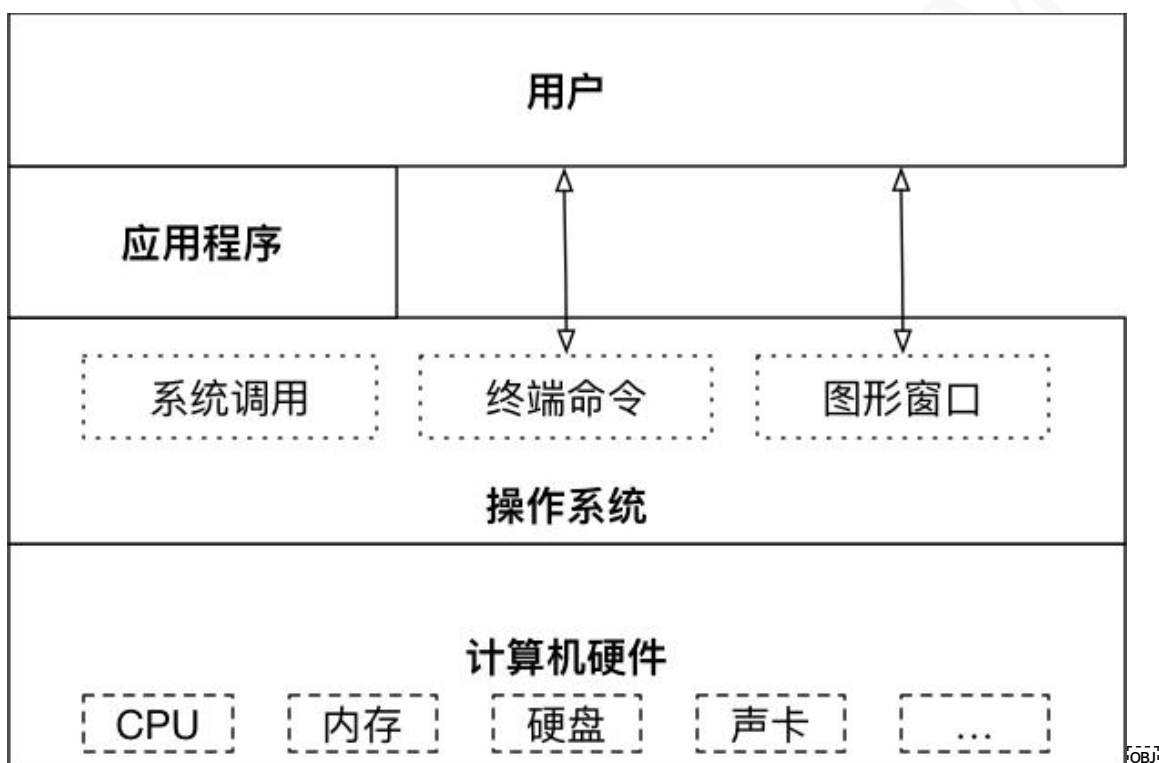 用户
应用程序
系统调用 终端命令 图形窗口
操作系统
计算机硬件
CPU 内存 硬盘 声卡 ...
OBJ